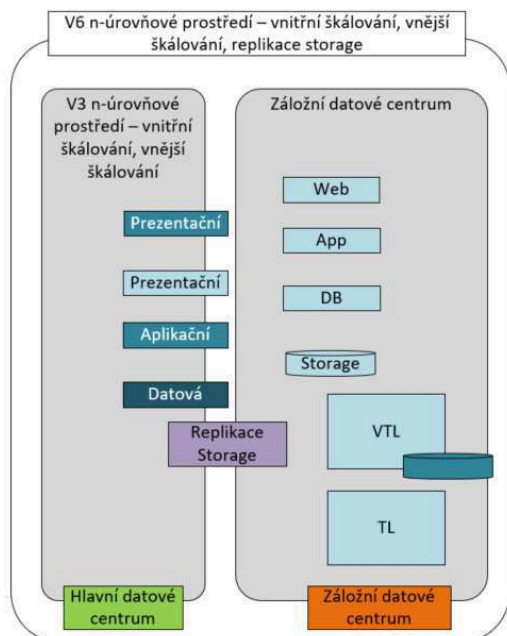 V6 n-úrovňové prostředí – vnitřní škálování, vnější
škálování, replikace storage
V3 n-úrovňové
prostředí – vnitřní
škálování, vnější
škálování
Prezentační
Prezentační
Aplikační
Datová
Replikace
Storage
Hlavní datové
centrum
Záložní datové centrum
Web
App
DB
Storage
VTL
TL
Záložní datové
centrum